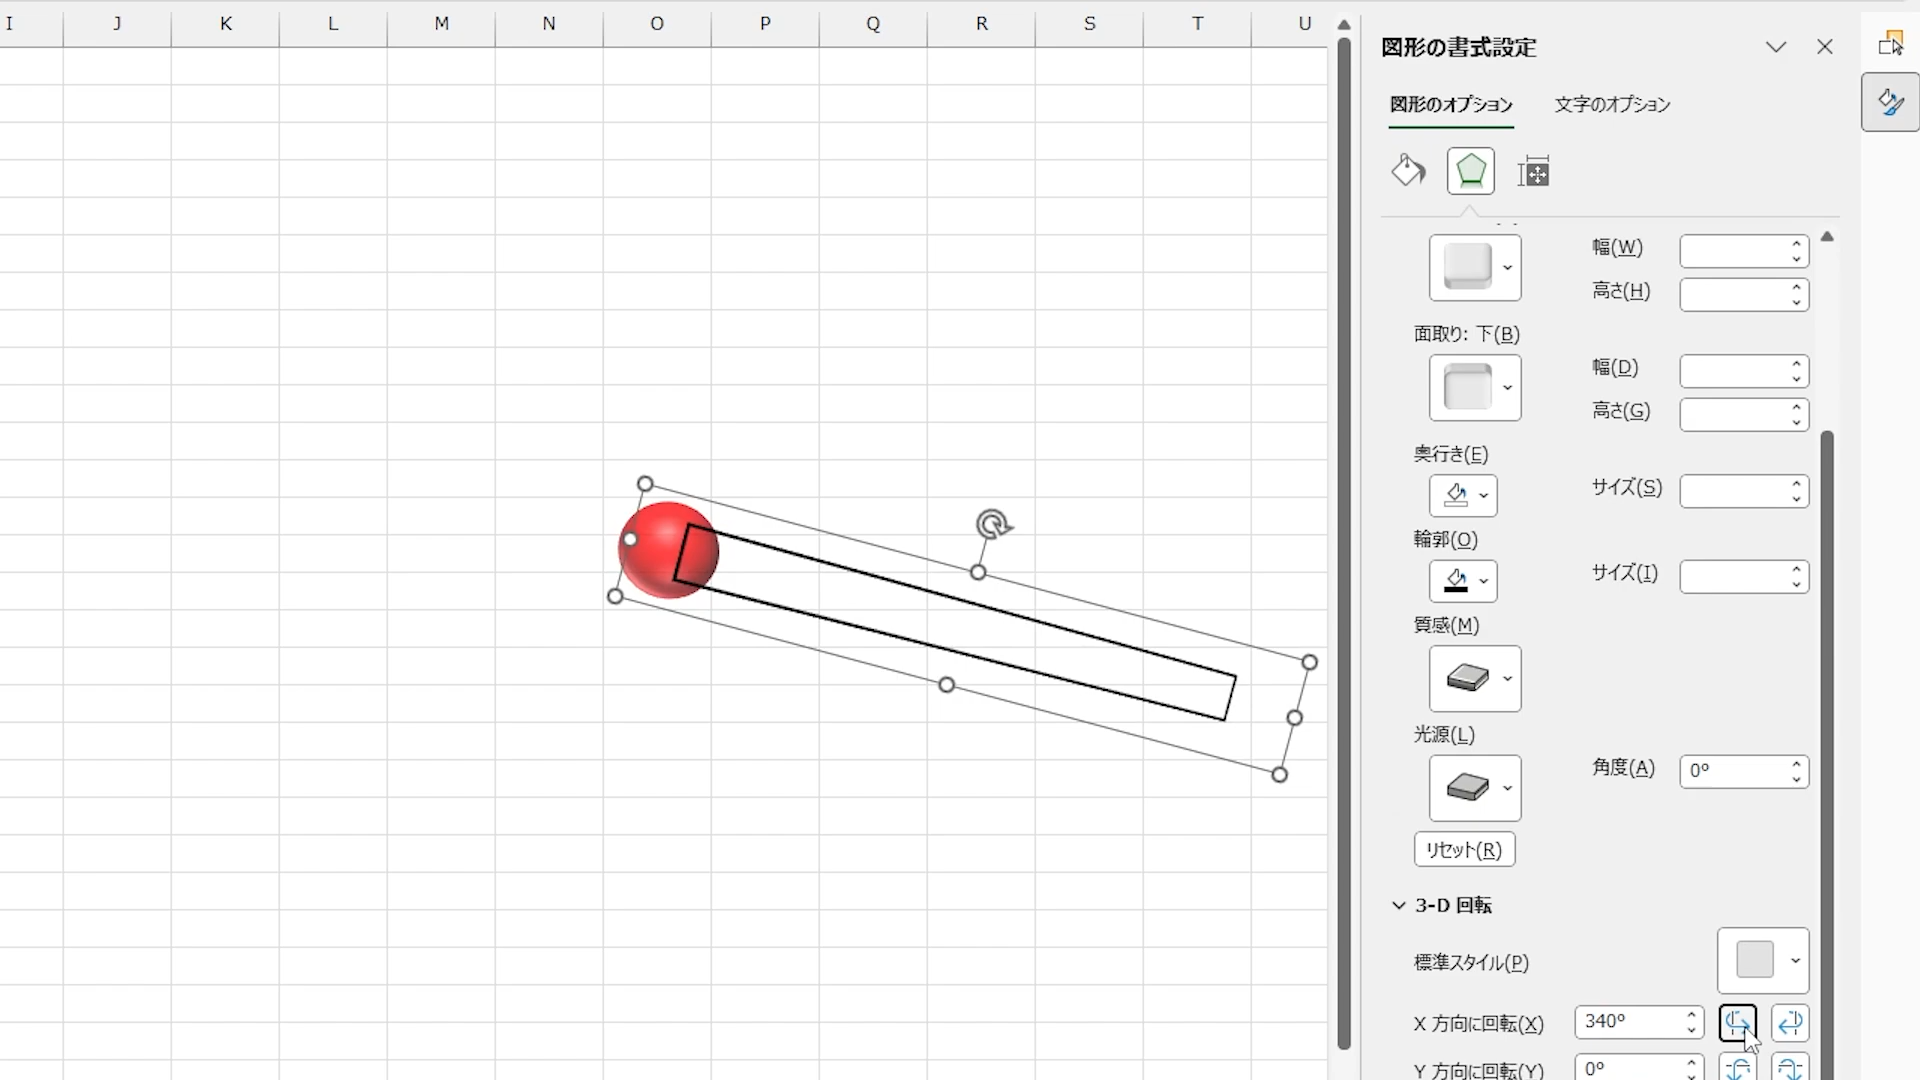 I J K L M N O P Q R S T U
図形の書式設定
図形のオプション 文字のオプション
幅(W)
高さ(H)
面取り: 下(B)
幅(D)
高さ(G)
奥行き(E)
サイズ(S)
輪郭(O)
サイズ(I)
質感(M)
光源(L)
角度(A) 0°
リセット(R)
3-D 回転
標準スタイル(P)
X 方向に回転(X) 340°
Y 方向に回転(Y) 0°